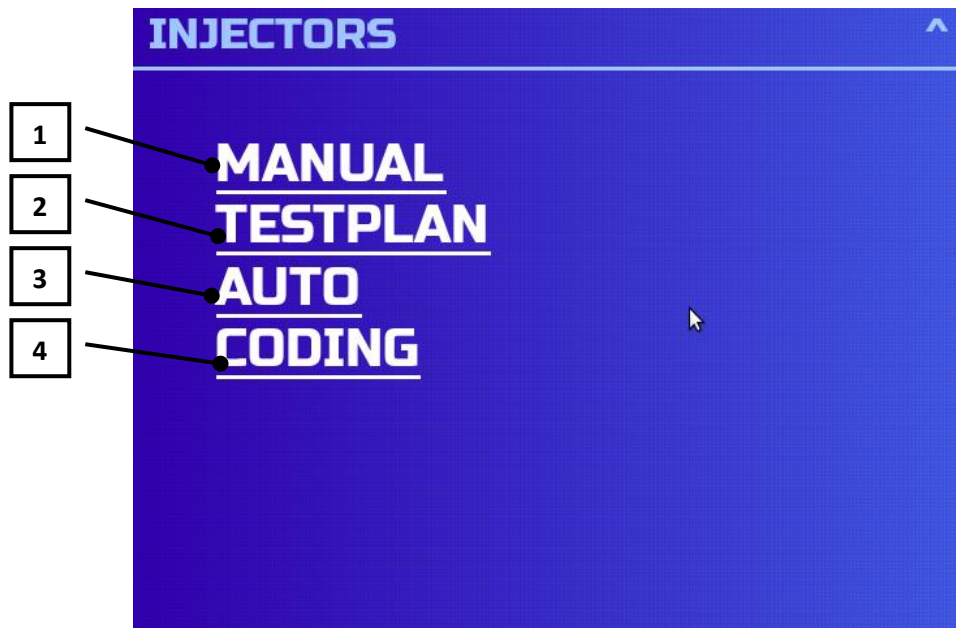 INJECTORS ^
1
MANUAL
2
TESTPLAN
3
AUTO
4
CODING